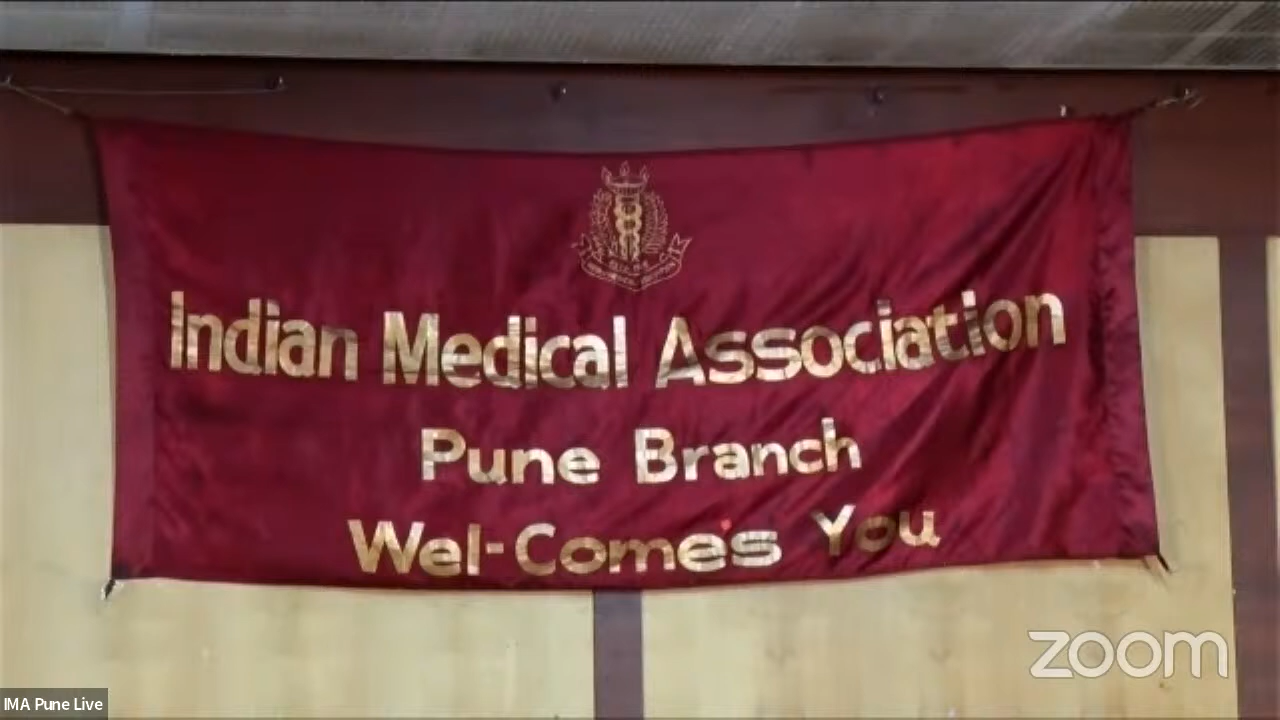 Indian Medical Association
Pune Branch
Wel-Comes You
zoom
IMA Pune Live